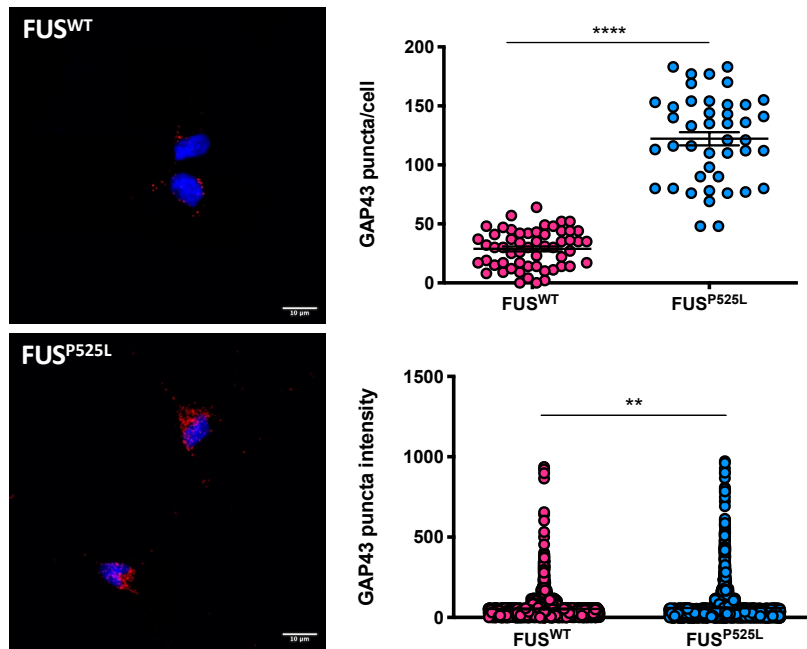 FUSWT
10 µm
GAP43 puncta/cell
****
200
150
100
50
0
FUSWT
FUSP525L
FUSP525L
10 µm
GAP43 puncta intensity
**
1500
1000
500
0
FUSWT
FUSP525L